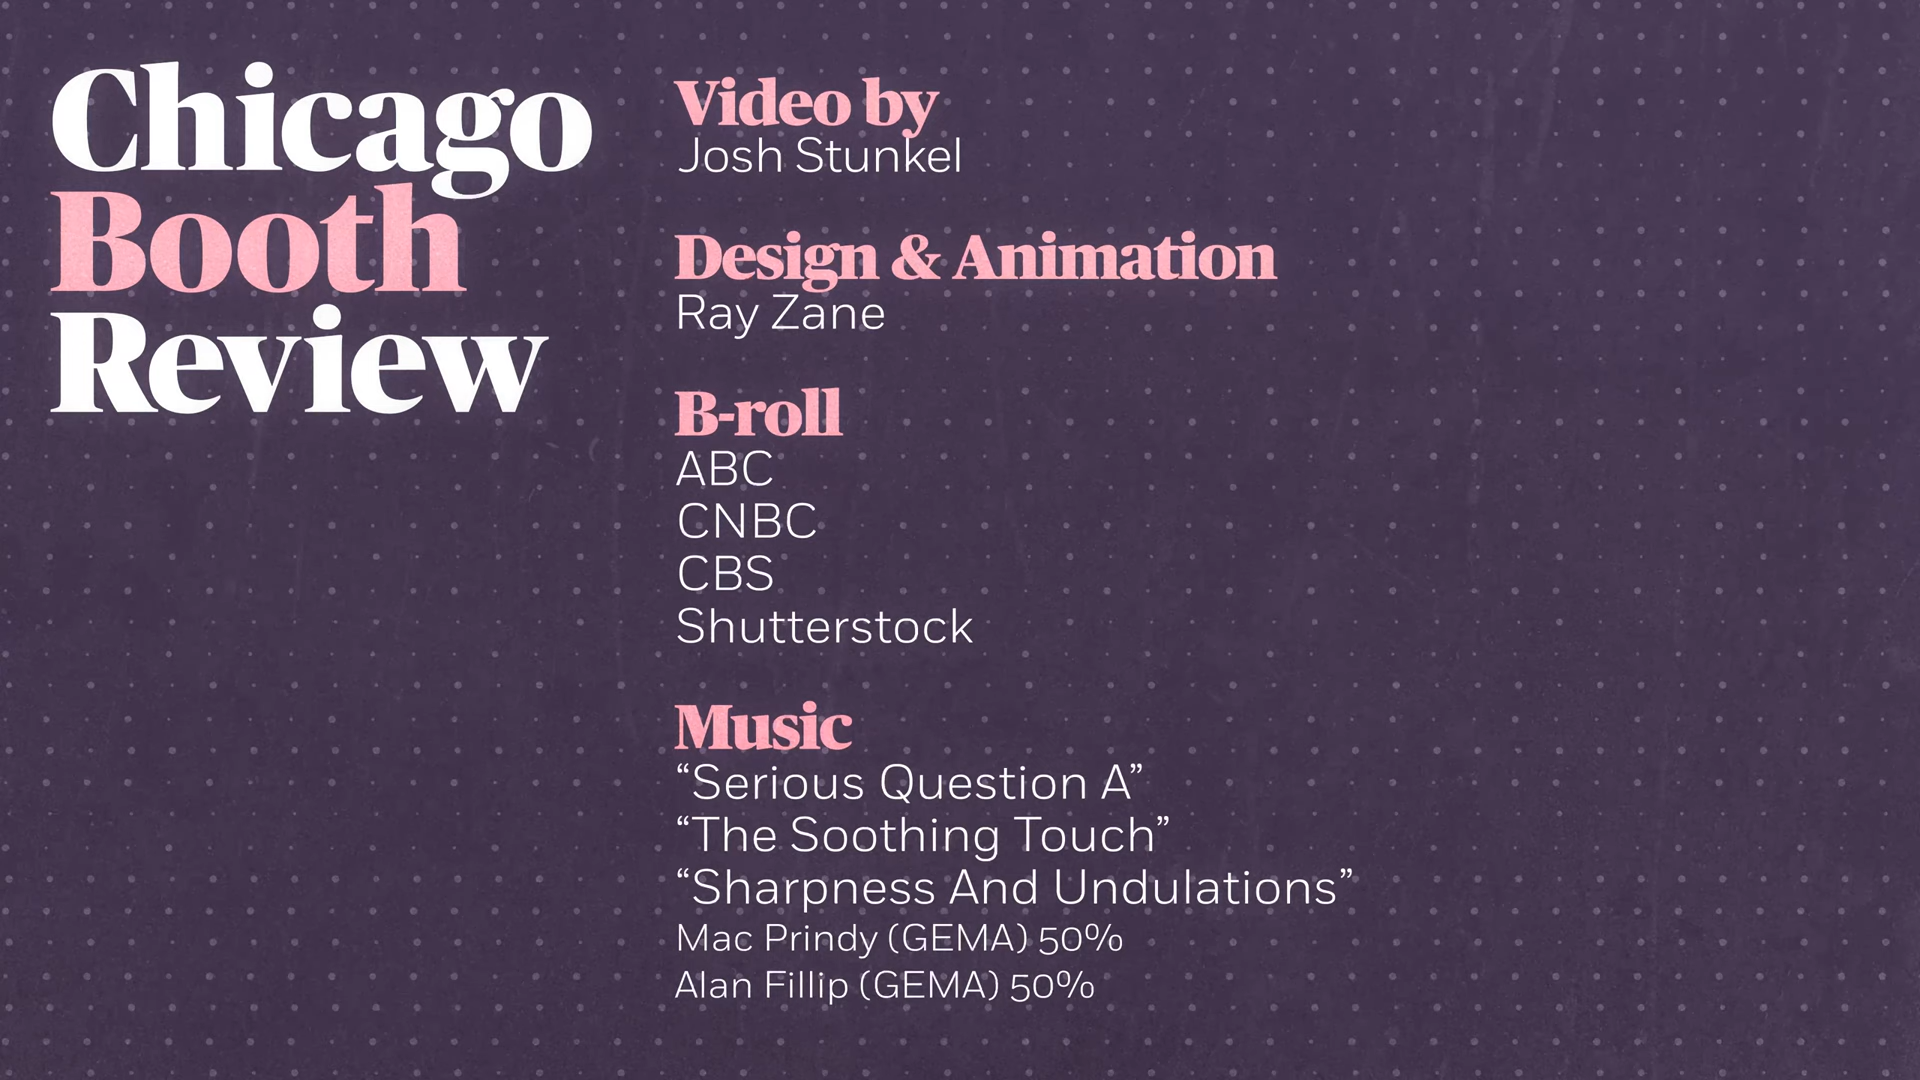 Chicago
Booth
Review
Video by
Josh Stunkel
Design & Animation
Ray Zane
B-roll
ABC
CNBC
CBS
Shutterstock
Music
“Serious Question A”
“The Soothing Touch”
“Sharpness And Undulations”
Mac Prindy (GEMA) 50%
Alan Fillip (GEMA) 50%